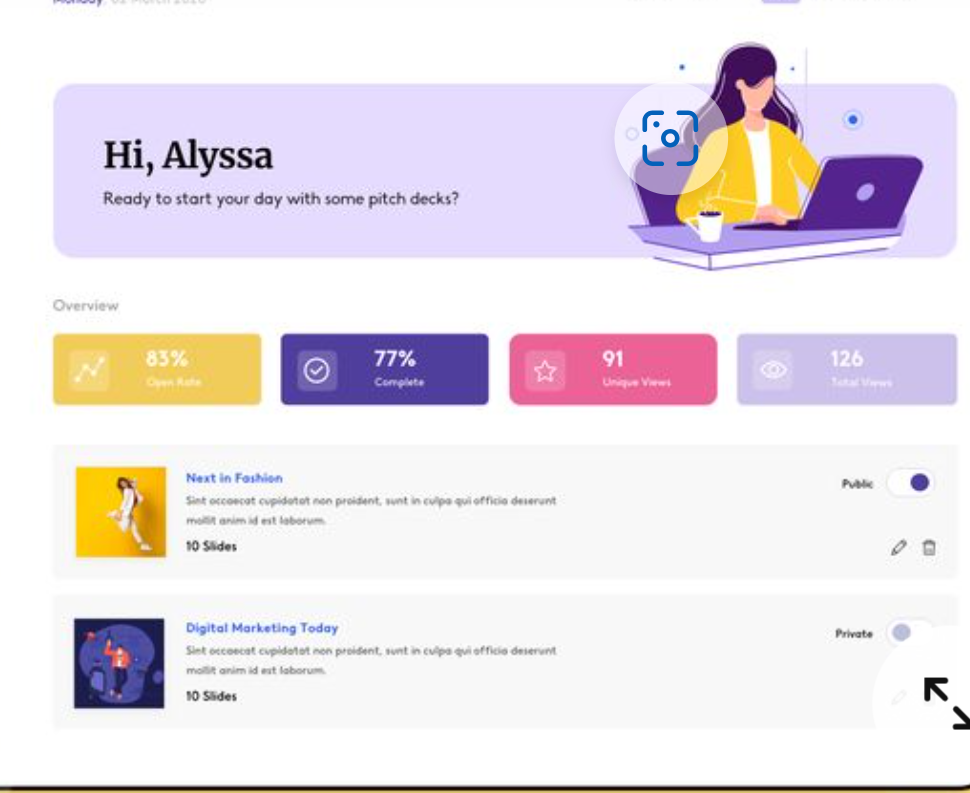 Monday, 02 March 2020
Hi, Alyssa
Ready to start your day with some pitch decks?
Overview
83%
Open Rate
77%
Complete
91
Unique Views
126
Total Views
Next in Fashion
Public
Sint occaecat cupidatat non proident, sunt in culpa qui officia deserunt
mollit anim id est laborum.
10 Slides
Digital Marketing Today
Private
Sint occaecat cupidatat non proident, sunt in culpa qui officia deserunt
mollit anim id est laborum.
10 Slides